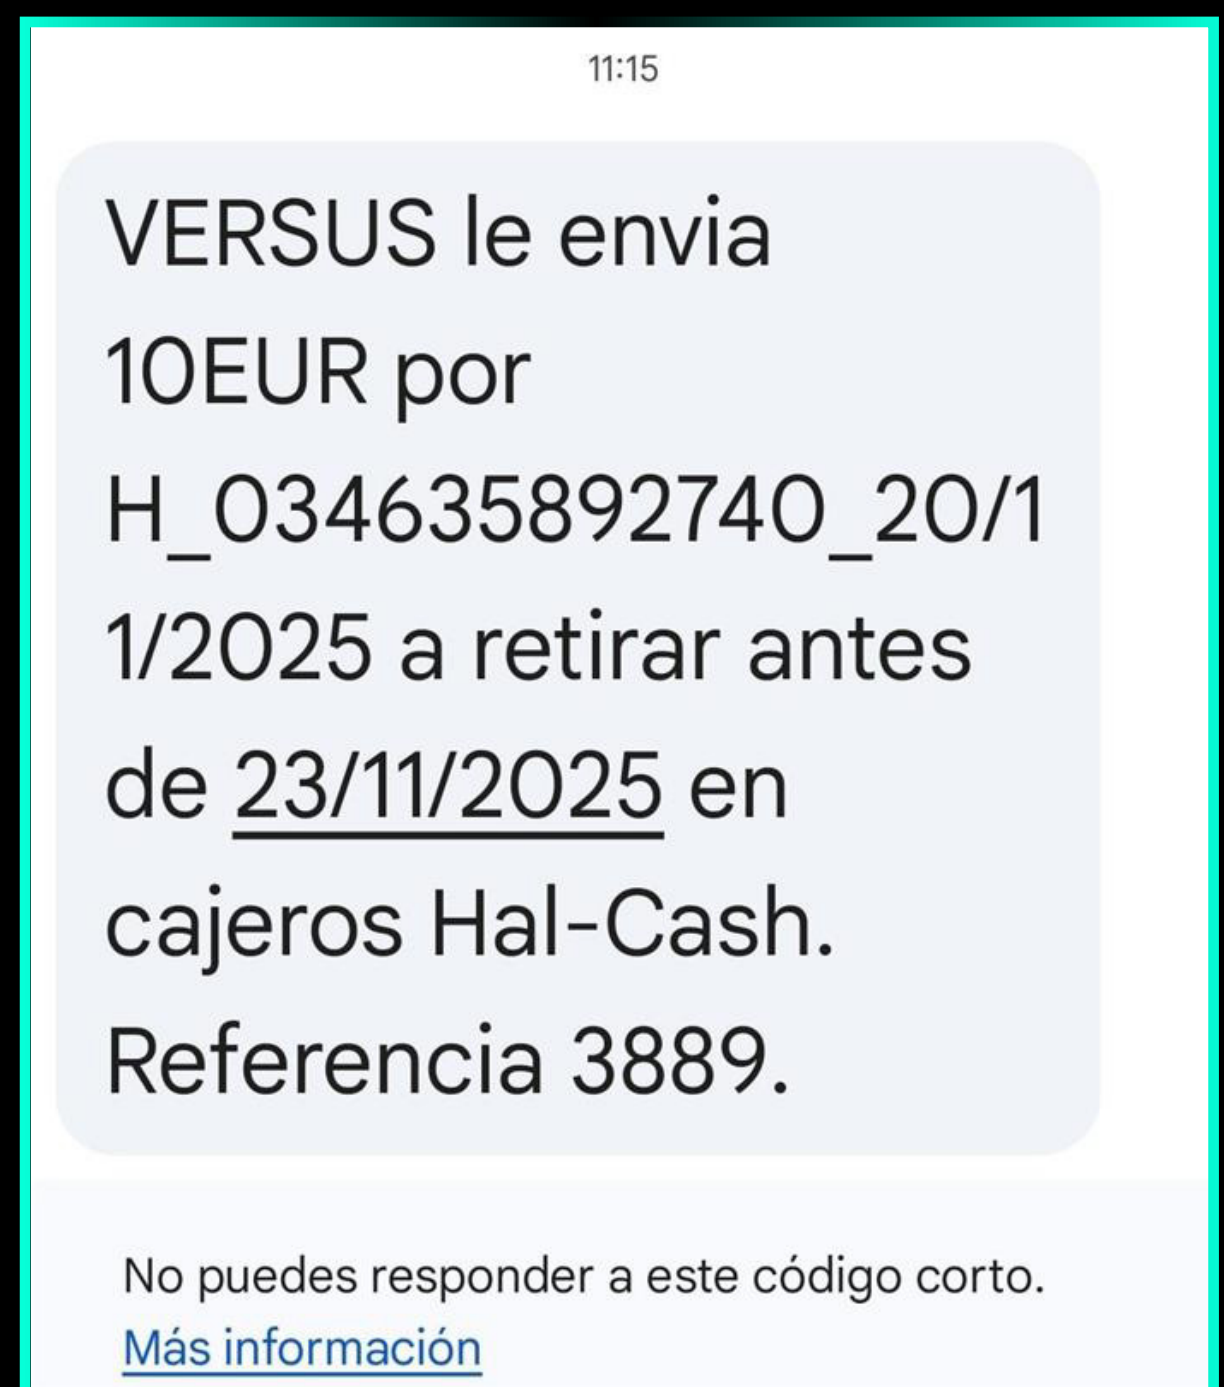 11:15
VERSUS le envia
10EUR por
H_034635892740_20/1
1/2025 a retirar antes
de 23/11/2025 en
cajeros Hal-Cash.
Referencia 3889.
No puedes responder a este código corto.
Más información